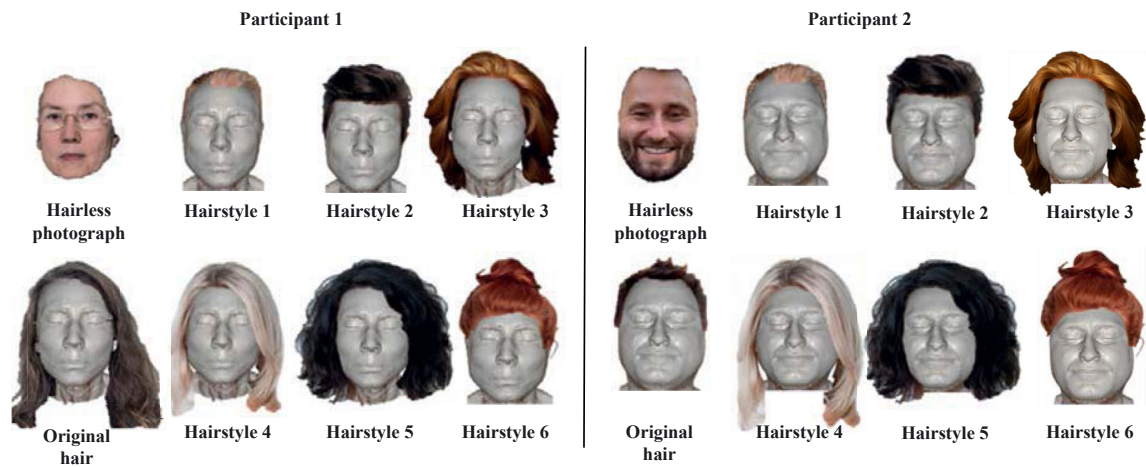 Participant 1
Participant 2
Hairless
photograph
Hairstyle 1
Hairstyle 2
Hairstyle 3
Hairless
photograph
Hairstyle 1
Hairstyle 2
Hairstyle 3
Original
hair
Hairstyle 4
Hairstyle 5
Hairstyle 6
Original
hair
Hairstyle 4
Hairstyle 5
Hairstyle 6